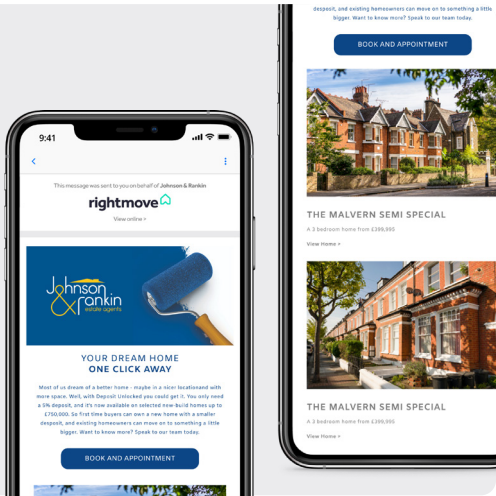 9:41
This message was sent to you on behalf of Johnson & Rankin
rightmove
View online >
Johnson
& rankin
estate agents
YOUR DREAM HOME
ONE CLICK AWAY
Most of us dream of a better home - maybe in a nicer locationand with
more space. Well, with Deposit Unlocked you could get it. You only need
a 5% deposit, and it's now available on selected new-build homes up to
£750,000. So first time buyers can own a new home with a smaller
desposit, and existing homeowners can move on to something a little
bigger. Want to know more? Speak to our team today.
BOOK AND APPOINTMENT
desposit, and existing homeowners can move on to something a little
bigger. Want to know more? Speak to our team today.
BOOK AND APPOINTMENT
THE MALVERN SEMI SPECIAL
A 3 bedroom home from £399,995
View Home >
THE MALVERN SEMI SPECIAL
A 3 bedroom home from £399,995
View Home >